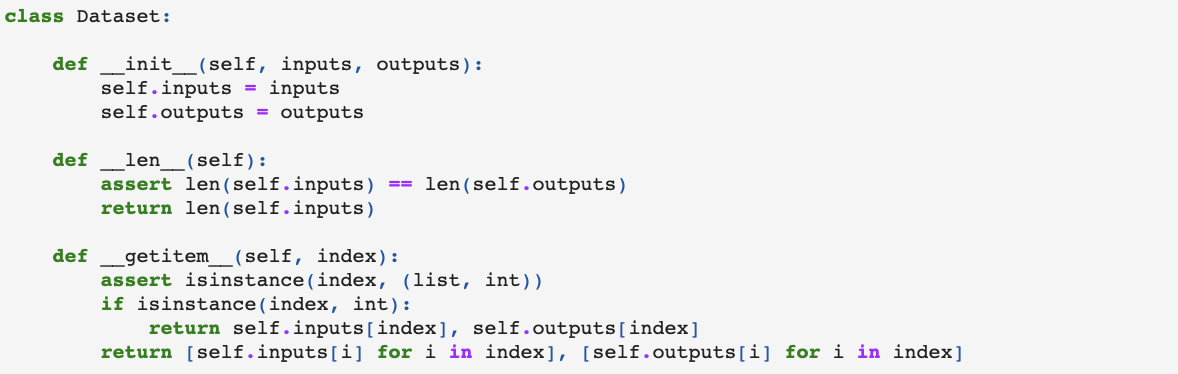 class Dataset:
    def __init__(self, inputs, outputs):
        self.inputs = inputs
        self.outputs = outputs
    def __len__(self):
        assert len(self.inputs) == len(self.outputs)
        return len(self.inputs)
    def __getitem__(self, index):
        assert isinstance(index, (list, int))
        if isinstance(index, int):
            return self.inputs[index], self.outputs[index]
        return [self.inputs[i] for i in index], [self.outputs[i] for i in index]